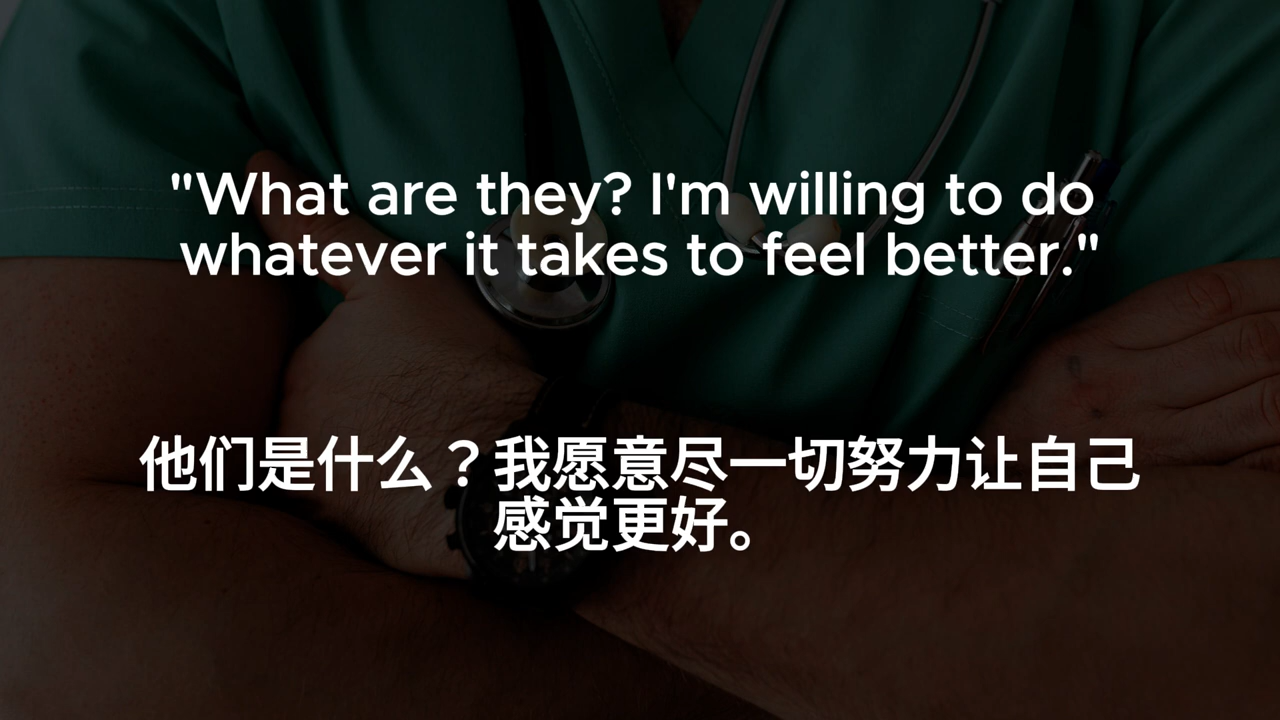 "What are they? I'm willing to do
whatever it takes to feel better."
他们是什么？我愿意尽一切努力让自己
感觉更好。